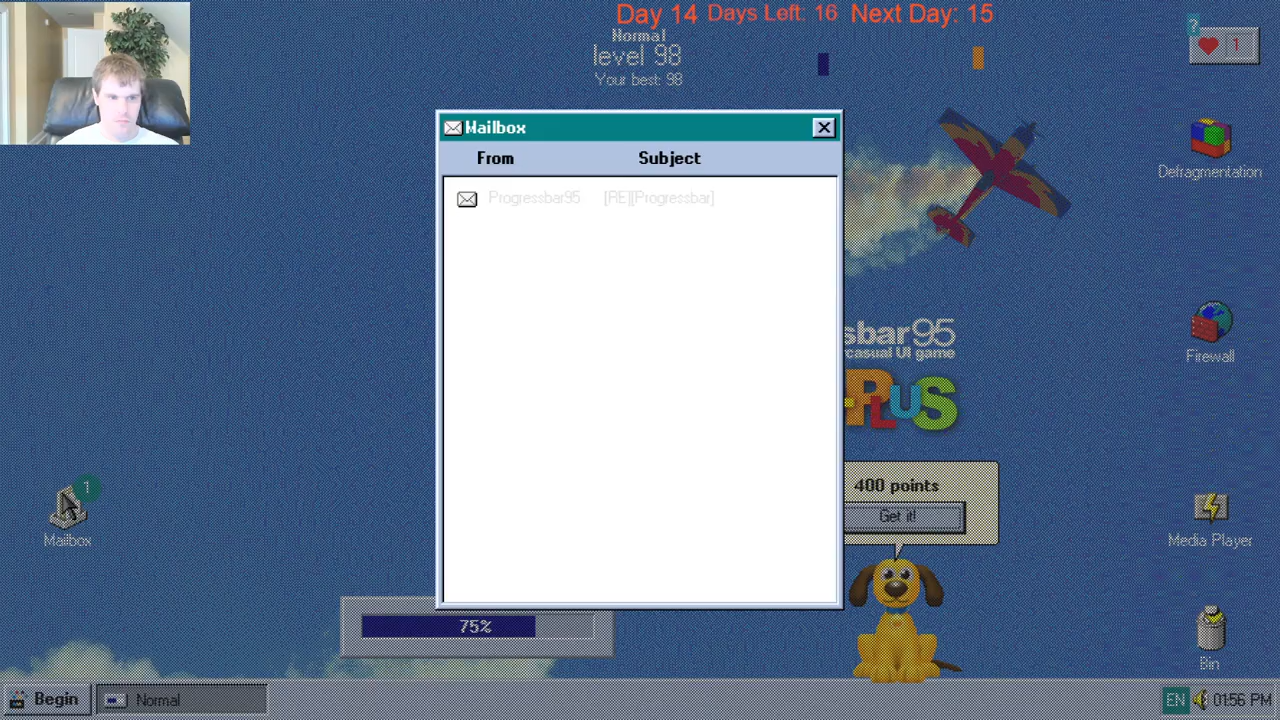 Day 14 Days Left: 16 Next Day: 15
Normal
level 98
Your best: 98
?
1
Mailbox
From Subject
Progressbar95 [RE][Progressbar]
Defragmentation
sbar95
casual UI game
Firewall
PLUS
400 points
Get it!
1
Mailbox
Media Player
75%
Bin
Begin
Normal
EN 01:56 PM